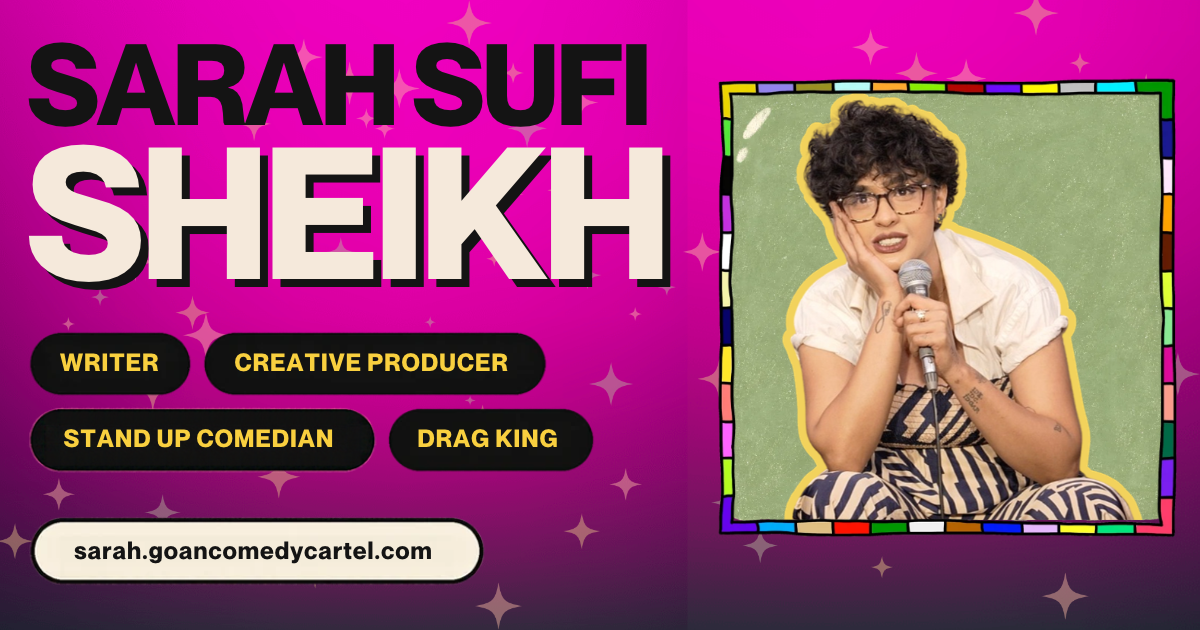 SARAH SUFI
SHEIKH
WRITER
CREATIVE PRODUCER
STAND UP COMEDIAN
DRAG KING
sarah.goancomedycartel.com